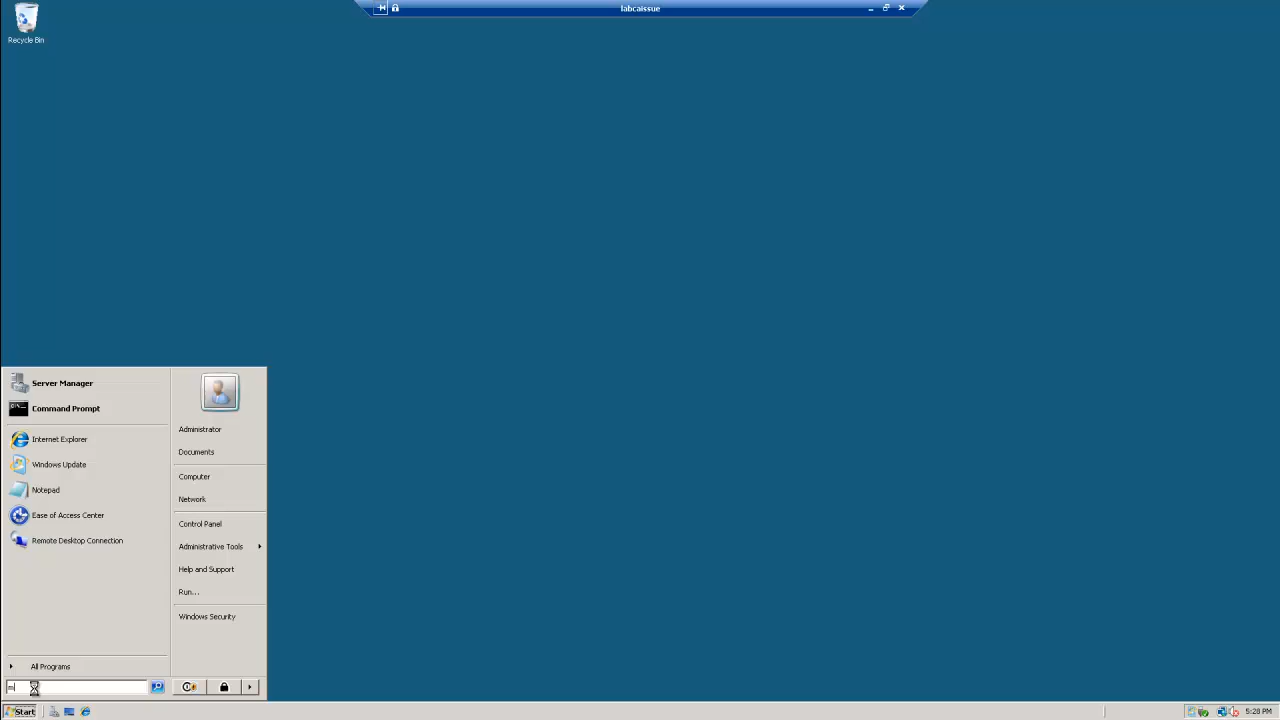 labcaissue
Recycle Bin
Server Manager
Command Prompt
Internet Explorer
Windows Update
Notepad
Ease of Access Center
Remote Desktop Connection
All Programs
m
Administrator
Documents
Computer
Network
Control Panel
Administrative Tools
Help and Support
Run...
Windows Security
Start
5:28 PM